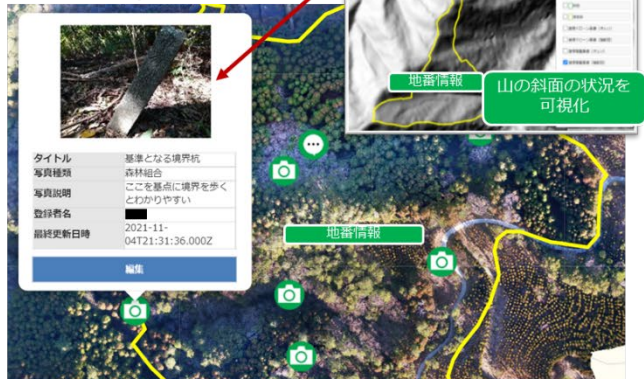 地番情報
山の斜面の状況を
可視化
タイトル 基準となる境界杭
写真種類 森林組合
写真説明 ここを基点に境界を歩く
とわかりやすい
登録者名
最終更新日時 2021-11-
04T21:31:36.000Z
編集
地番情報